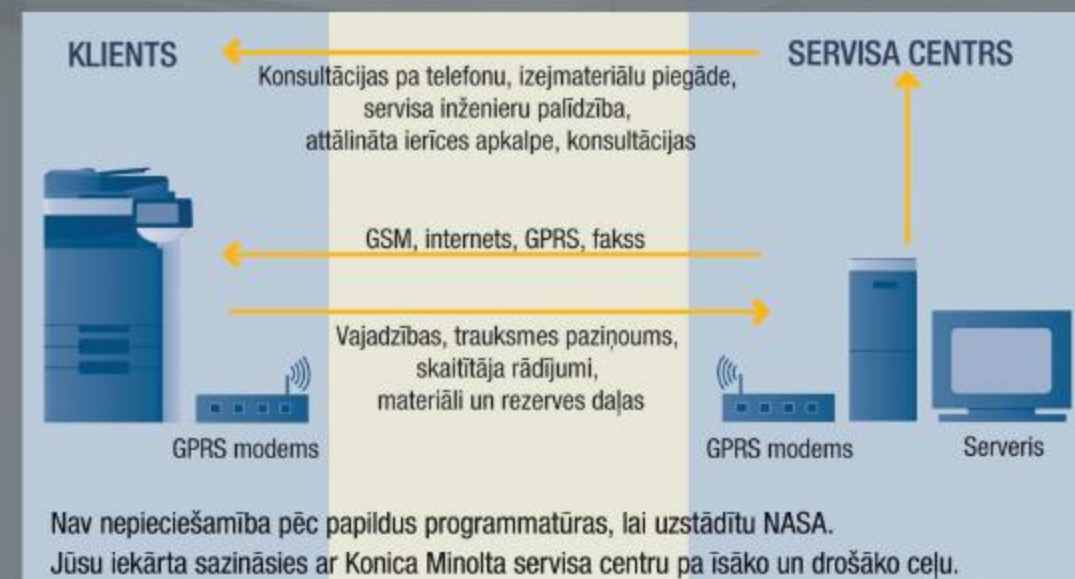 KLIENTS
SERVISA CENTRS
Konsultācijas pa telefonu, izejmateriālu piegāde,
servisa inženieru palīdzība,
attālināta ierīces apkalpe, konsultācijas
GSM, internets, GPRS, fakss
Vajadzības, trauksmes paziņoums,
skaitītāja rādījumi,
materiāli un rezerves daļas
GPRS modems
GPRS modems
Serveris
Nav nepieciešamība pēc papildus programmatūras, lai uzstādītu NASA.
Jūsu iekārta sazināsies ar Konica Minolta servisa centru pa īsāko un drošāko ceļu.